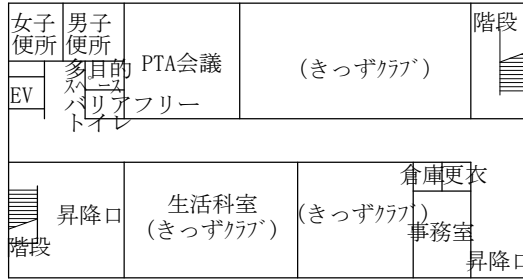 女子
便所
男子
便所
PTA会議
(きっずｸﾗﾌﾞ)
階段
多目的
ｽﾍﾟｰｽ
EV
バリアフリー
トイレ
倉庫
更衣
昇降口
生活科室
(きっずｸﾗﾌﾞ)
(きっずｸﾗﾌﾞ)
事務室
階段
昇降口